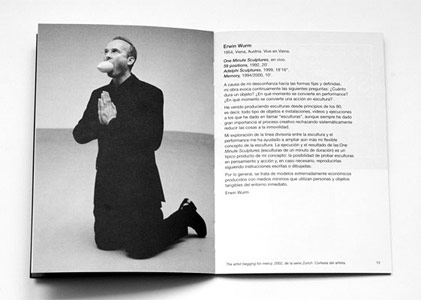 Erwin Wurm
1954, Viena, Austria. Vive en Viena.
One Minute Sculptures, en vivo.
59 positions, 1992, 20'.
Adelphi Sculptures, 1999, 18'16".
Memory, 1994/2000, 10'.
A causa de mi desconfianza hacia las formas fijas y definidas,
mi obra evoca continuamente las siguientes preguntas: ¿Cuánto
dura un objeto? ¿En qué momento se convierte en performance?
¿En qué momento se convierte una acción en escultura?
He venido produciendo esculturas desde principios de los 80,
es decir, todo tipo de objetos e instalaciones, videos y ejecuciones
a los que he dado en llamar "esculturas", aunque siempre he dado
gran importancia al proceso creativo rechazando sistemáticamente
reducir las cosas a la inmovilidad.
Mi exploración de la línea divisoria entre la escultura y el
performance me ha ayudado a ampliar aún más mi flexible
concepto de la escultura. La ejecución y el resultado de las One
Minute Sculptures (esculturas de un minuto de duración) es un
típico producto de mi concepto: la posibilidad de probar esculturas
en pensamiento y acción y, en caso necesario, reproducirlas
siguiendo instrucciones escritas o dibujadas.
Por lo general, se trata de modelos extremadamente económicos
producidos con medios mínimos que utilizan personas y objetos
tangibles del entorno inmediato.
Erwin Wurm
The artist begging for mercy, 2002, de la serie Zurich. Cortesía del artista.